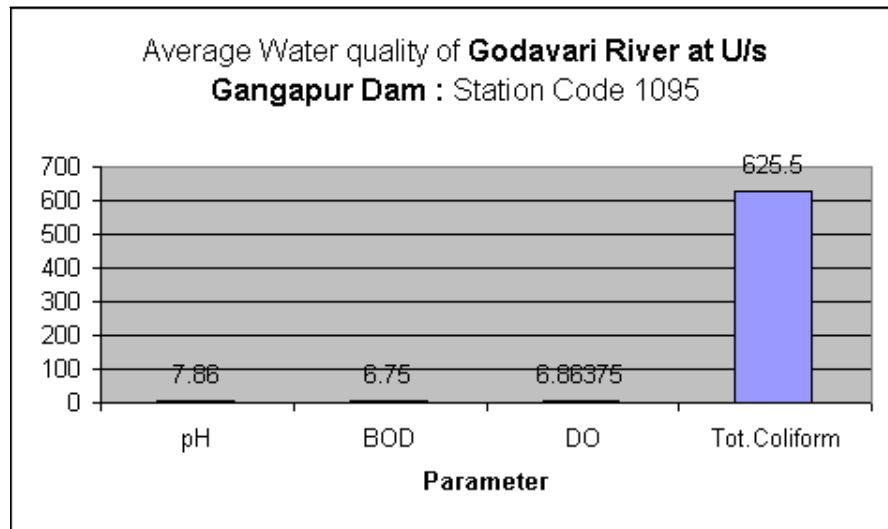 Average Water quality of Godavari River at U/s
Gangapur Dam : Station Code 1095
700
600
500
400
300
200
100
0
625.5
7.86
6.75
6.86375
pH
BOD
DO
Tot.Coliform
Parameter